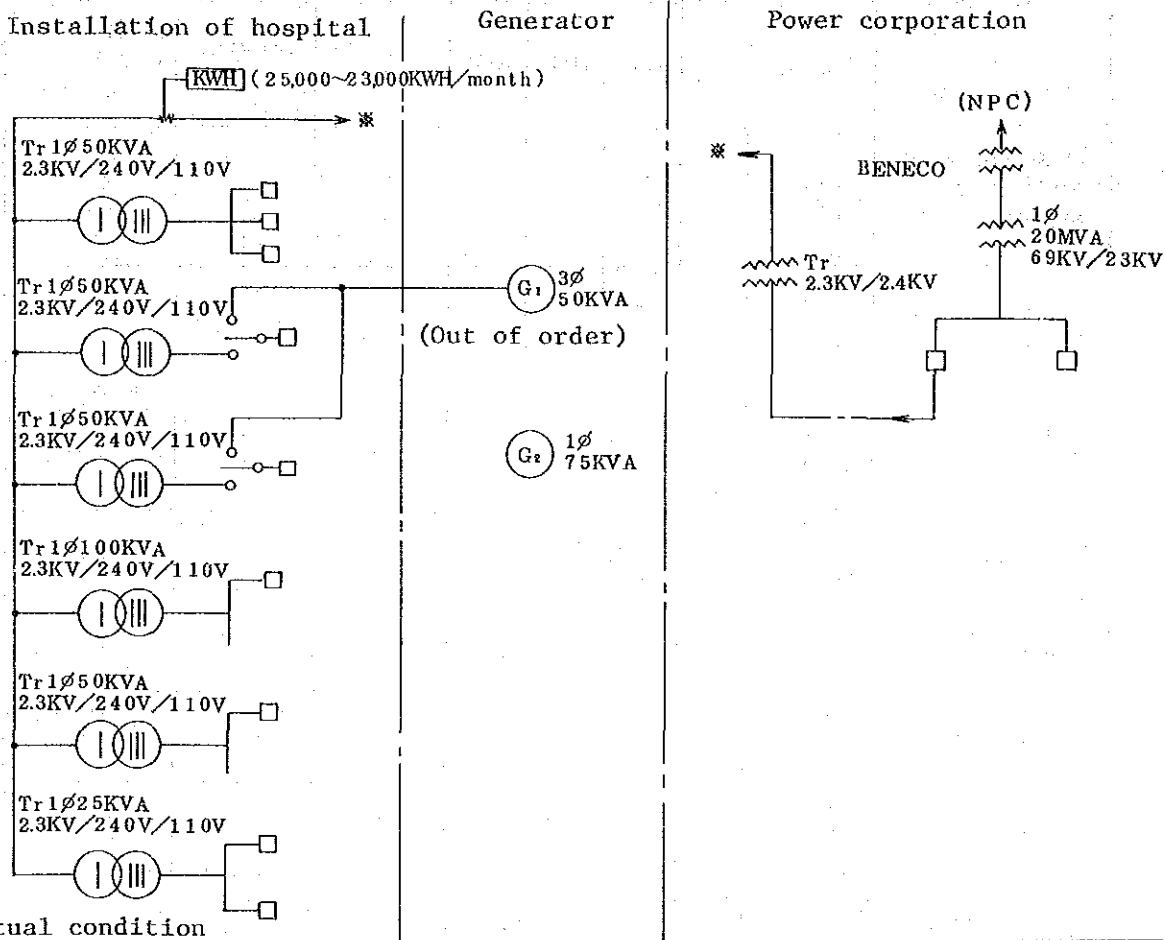 Installation of hospital
Generator
Power corporation
KWH (25,000~23,000KWH/month)
※
Tr 1Ø 50KVA
2.3KV/240V/110V
Tr 1Ø 50KVA
2.3KV/240V/110V
Tr 1Ø 50KVA
2.3KV/240V/110V
Tr 1Ø 100KVA
2.3KV/240V/110V
Tr 1Ø 50KVA
2.3KV/240V/110V
Tr 1Ø 25KVA
2.3KV/240V/110V
tual condition
G1 3Ø
50KVA
(Out of order)
G2 1Ø
75KVA
(NPC)
※
BENECO
1Ø
20MVA
69KV/23KV
Tr
2.3KV/2.4KV